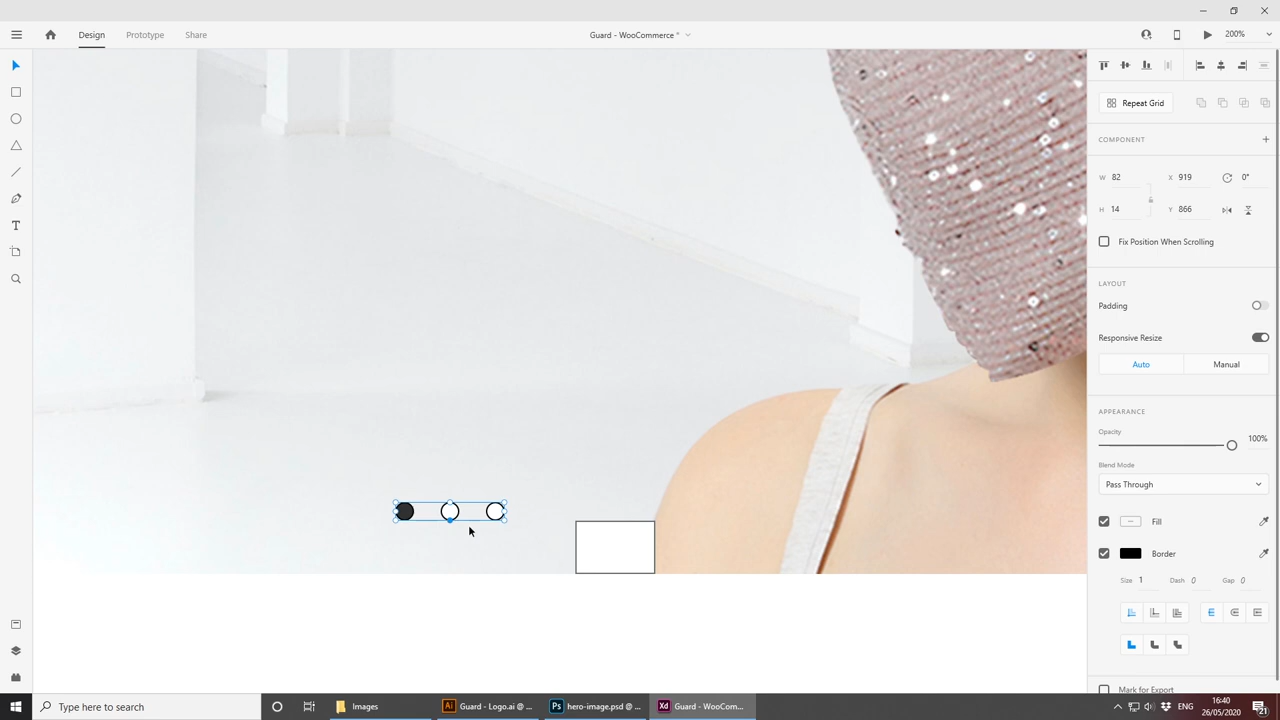 Design
Prototype
Share
Guard - WooCommerce *
200%
Repeat Grid
COMPONENT
W 82
X 919
0°
H 14
Y 866
Fix Position When Scrolling
LAYOUT
Padding
Responsive Resize
Auto
Manual
APPEARANCE
Opacity
100%
Blend Mode
Pass Through
Fill
Border
Size 1
Dash 0
Gap 0
Mark for Export
Type here to search
Images
Ai
Guard - Logo.ai @ ...
Ps
hero-image.psd @ ...
Xd
Guard - WooCom...
ENG
16:40
26/05/2020